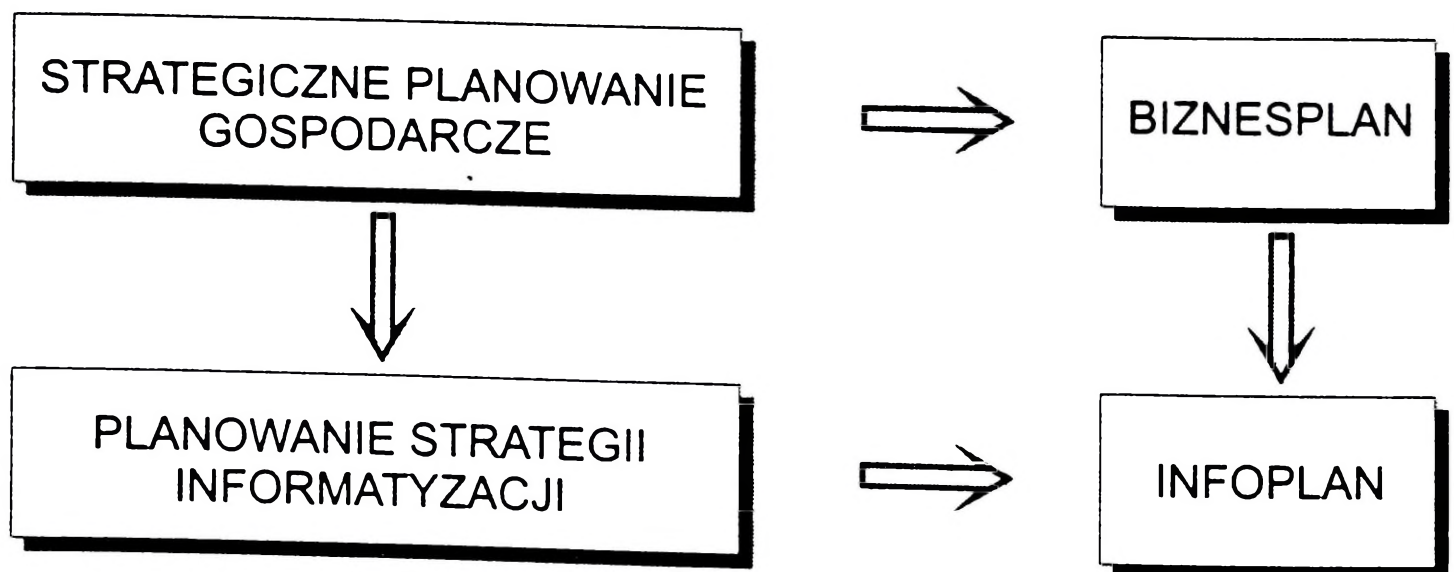 STRATEGICZNE PLANOWANIE
GOSPODARCZE
BIZNESPLAN
PLANOWANIE STRATEGII
INFORMATYZACJI
INFOPLAN